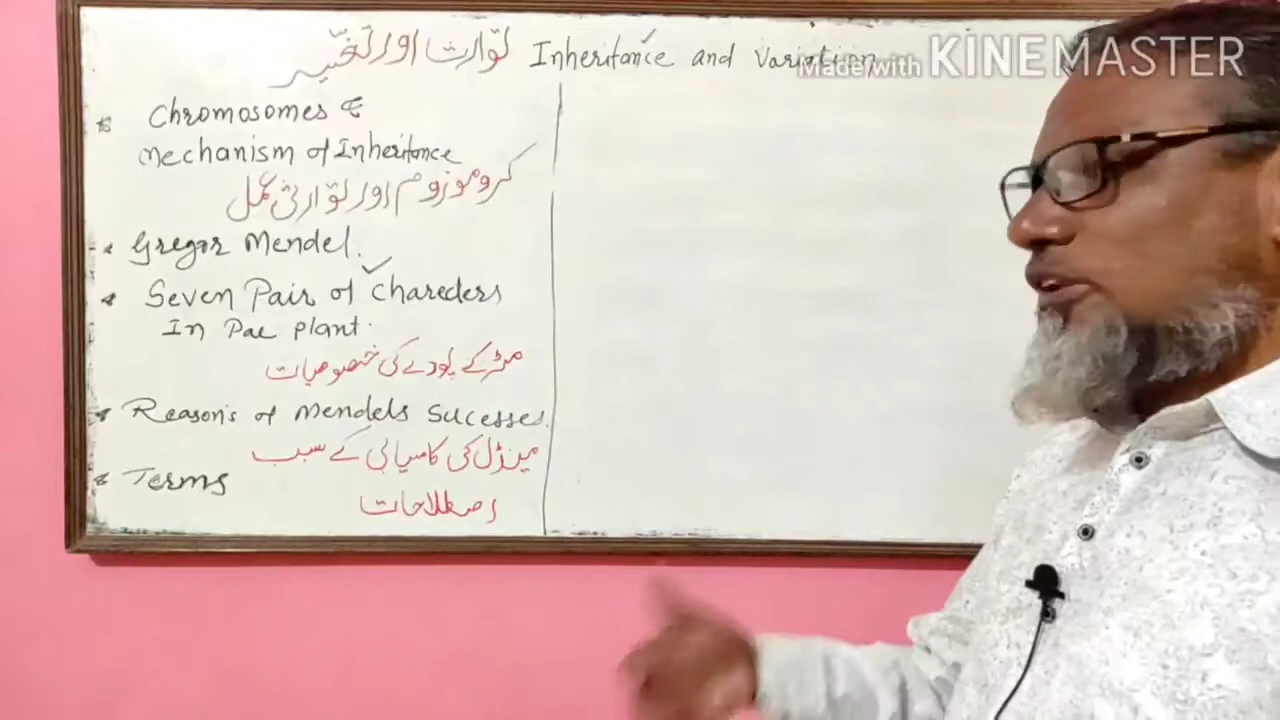 توارث اور تغیر Inheritance and Variation
Made with KINEMASTER
* Chromosomes &
Mechanism of Inheritance
کروموزوم اور توارثی عمل
* Gregor Mendel.
* Seven Pair of Chareders
In Pae plant.
مٹر کے پودے کی خصوصیات
* Reason's of Mendels Sucesses.
مینڈل کی کامیابی کے سبب
* Terms
اصطلاحات